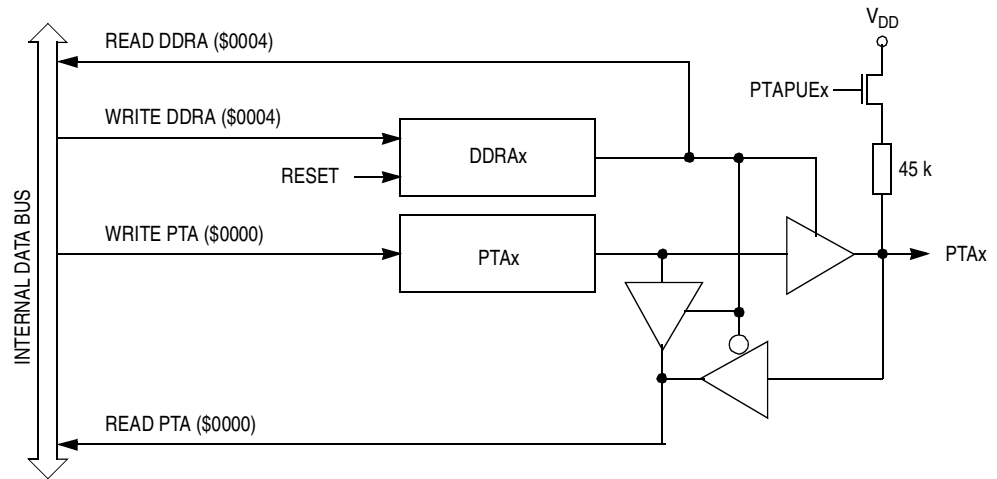 V_DD
READ DDRA ($0004)
PTAPUEx
WRITE DDRA ($0004)
DDRAx
RESET
45 k
WRITE PTA ($0000)
PTAx
PTAx
INTERNAL DATA BUS
READ PTA ($0000)